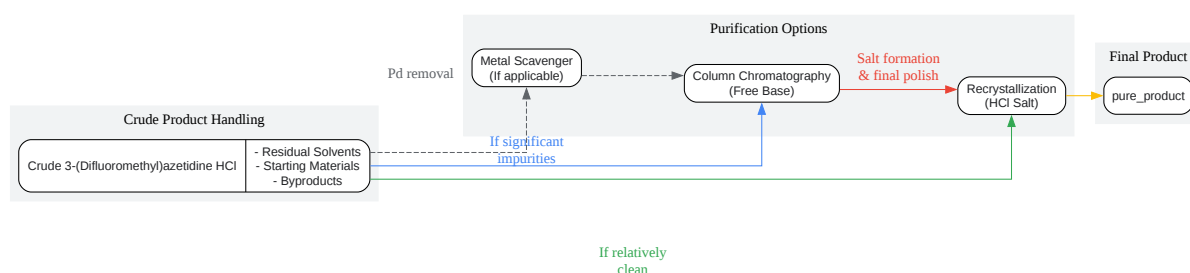 Purification Options
Metal Scavenger
(If applicable)
Pd removal
Column Chromatography
(Free Base)
Salt formation
& final polish
Recrystallization
(HCl Salt)
Final Product
pure_product
Crude Product Handling
Crude 3-(Difluoromethyl)azetidine HCl
- Residual Solvents
- Starting Materials
- Byproducts
If significant
impurities
If relatively
clean